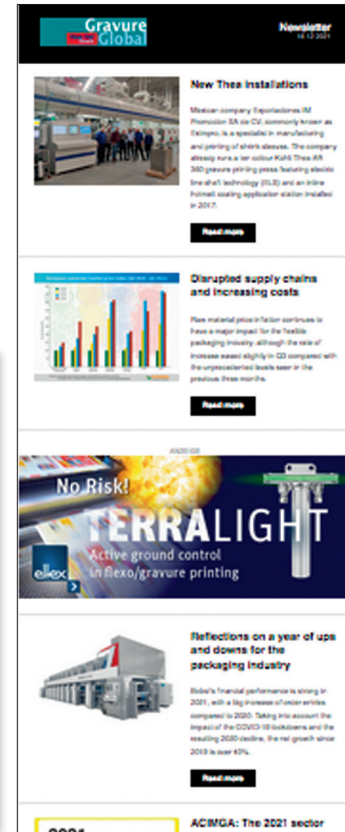 Gravure
Global
Newsletter
16-12-2021
New Thea installations
Mexican company Exportaciones IM
Promoción SA de CV, commonly known as
Eximpro, is a specialist in manufacturing
and printing of shrink sleeves. The company
already runs a ten colour Kohli Thea AR
350 gravure printing press featuring electric
line shaft technology (ELS) and an inline
hotmelt coating application station installed
in 2017.
Read more
Disrupted supply chains
and increasing costs
Raw material price inflation continues to
have a major impact for the flexible
packaging industry, although the rate of
increase eased slightly in Q3 compared with
the unprecedented levels seen in the
previous three months.
Read more
ANZEIGE
No Risk!
TERRALIGHT
Active ground control
in flexo/gravure printing
eltex
Reflections on a year of ups
and downs for the
packaging industry
Bobst's financial performance is strong in
2021, with a big increase of order entries
compared to 2020. Taking into account the
impact of the COVID-19 lockdowns and the
resulting 2020 decline, the net growth since
2019 is over 40%.
Read more
2021
ACIMGA: The 2021 sector